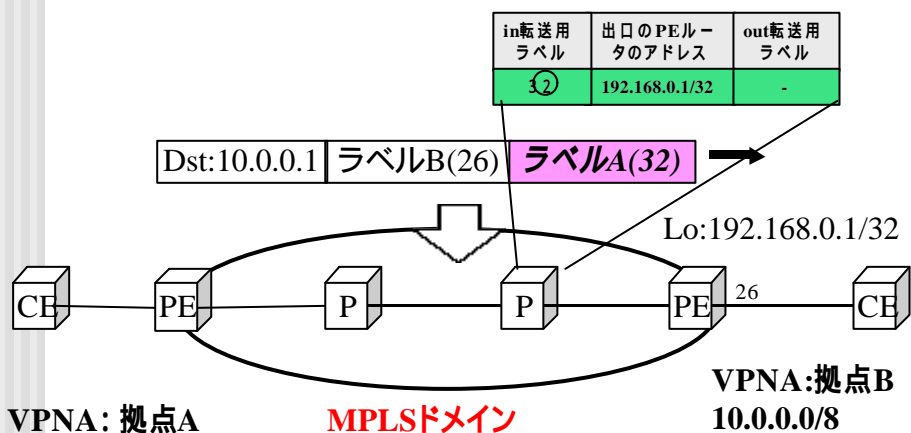 in転送用
ラベル
出口のPEルー
タのアドレス
out転送用
ラベル
32
192.168.0.1/32
-
Dst:10.0.0.1 ラベルB(26) ラベルA(32)
Lo:192.168.0.1/32
CE PE P P PE 26 CE
VPNA:拠点B
VPNA: 拠点A MPLSドメイン 10.0.0.0/8